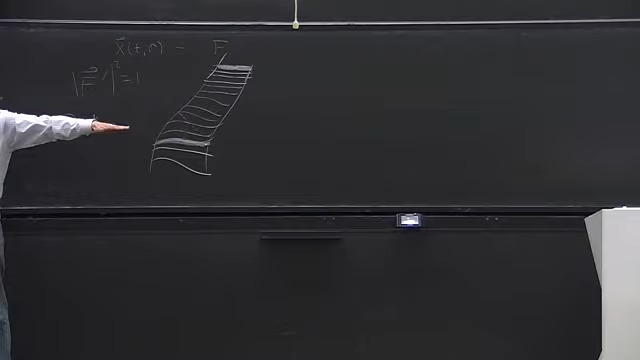 X⃗(t,σ) = F
|F⃗'|² = 1